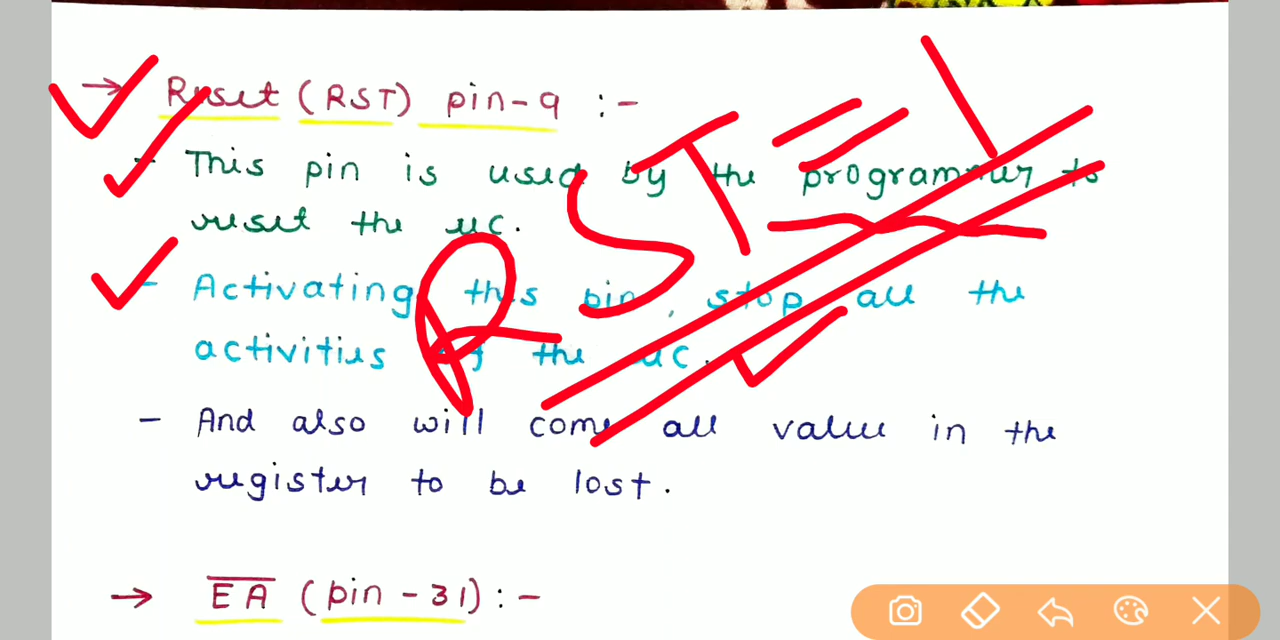 → Reset (RST) pin-9 :-
- This pin is used by the programmer to
reset the uc.
- Activating this pin, stop all the
activities of the uc.
- And also will come all value in the
register to be lost.
RST = 1
→ E̅A̅ (pin - 31) :-